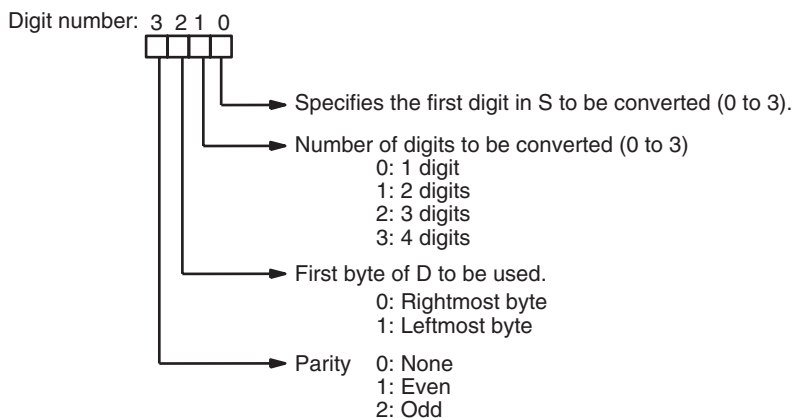 Digit number: 3 2 1 0
Specifies the first digit in S to be converted (0 to 3).
Number of digits to be converted (0 to 3)
0: 1 digit
1: 2 digits
2: 3 digits
3: 4 digits
First byte of D to be used.
0: Rightmost byte
1: Leftmost byte
Parity 0: None
1: Even
2: Odd